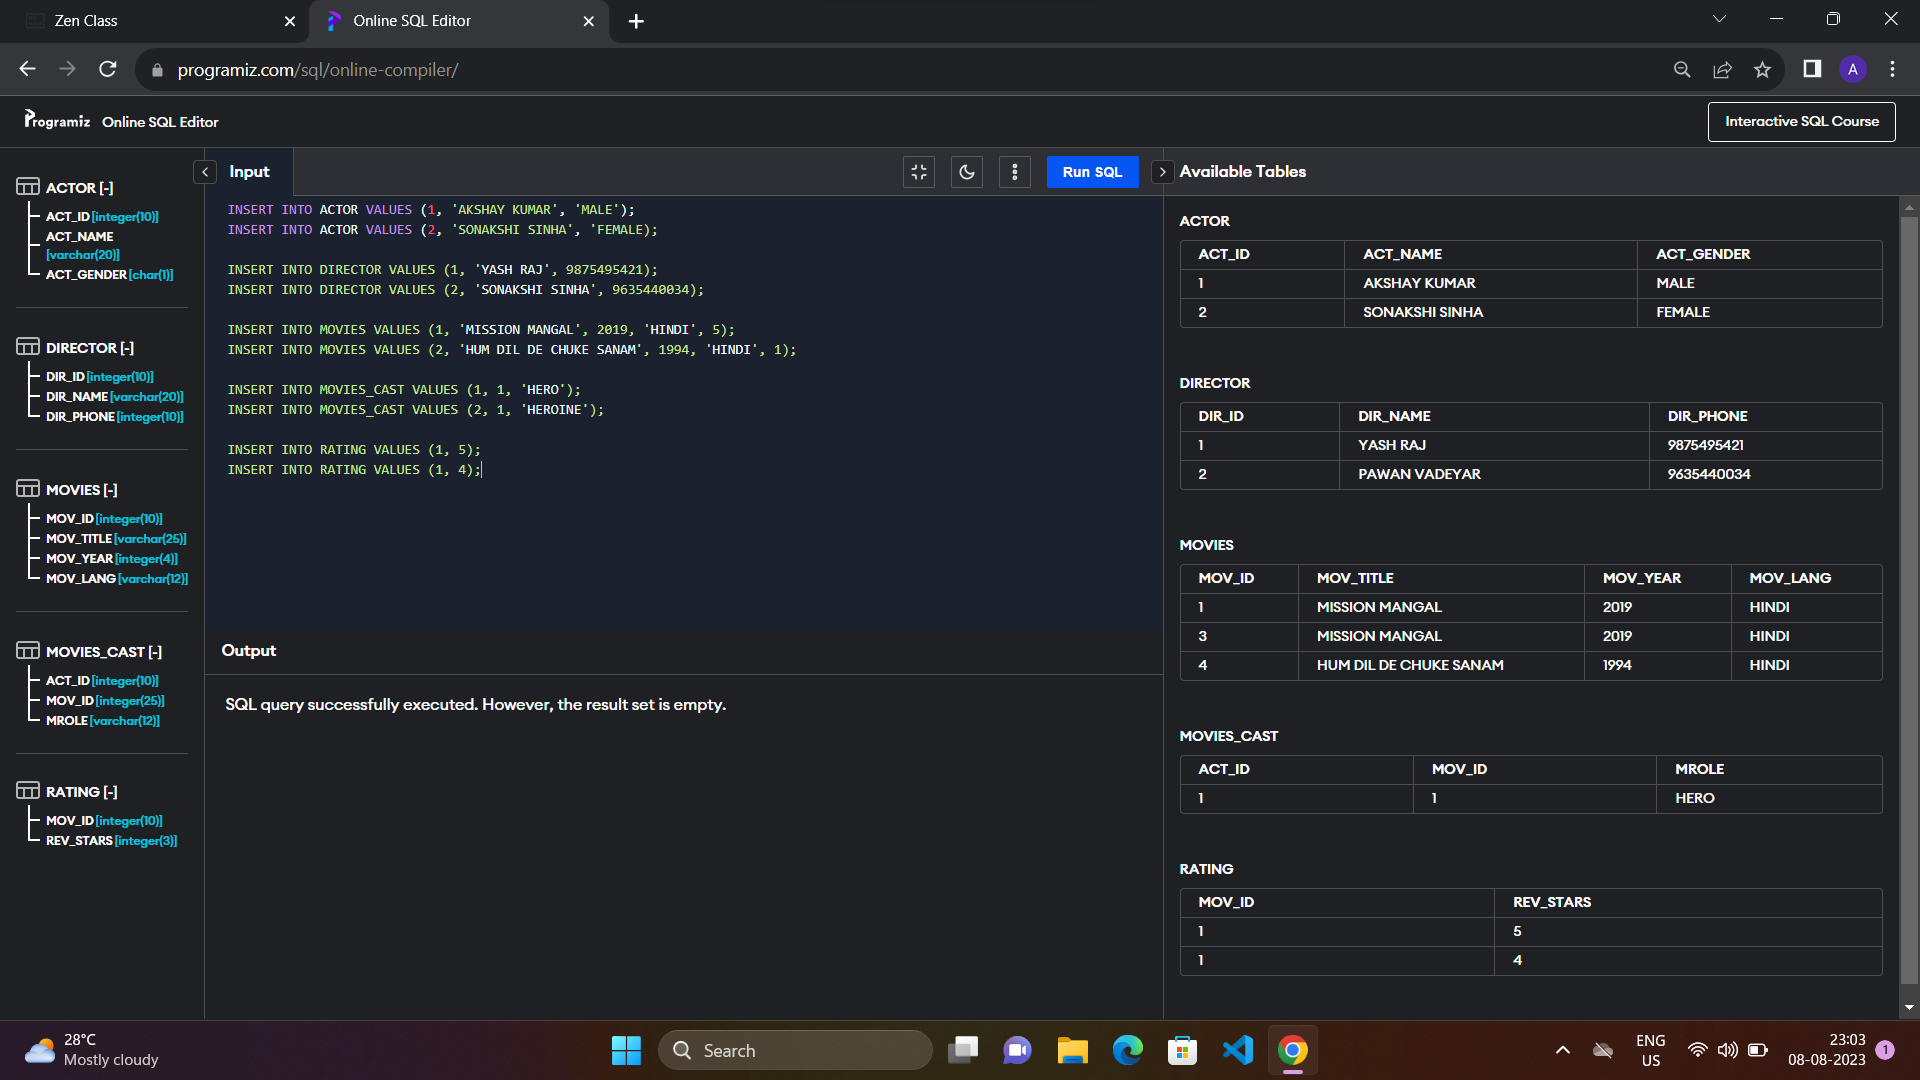 Zen Class
Online SQL Editor
programiz.com/sql/online-compiler/
A
Programiz Online SQL Editor
Interactive SQL Course
ACTOR [-]
ACT_ID [integer(10)]
ACT_NAME
[varchar(20)]
ACT_GENDER [char(1)]
DIRECTOR [-]
DIR_ID [integer(10)]
DIR_NAME [varchar(20)]
DIR_PHONE [integer(10)]
MOVIES [-]
MOV_ID [integer(10)]
MOV_TITLE [varchar(25)]
MOV_YEAR [integer(4)]
MOV_LANG [varchar(12)]
MOVIES_CAST [-]
ACT_ID [integer(10)]
MOV_ID [integer(25)]
MROLE [varchar(12)]
RATING [-]
MOV_ID [integer(10)]
REV_STARS [integer(3)]
Input
Run SQL
INSERT INTO ACTOR VALUES (1, 'AKSHAY KUMAR', 'MALE');
INSERT INTO ACTOR VALUES (2, 'SONAKSHI SINHA', 'FEMALE);
INSERT INTO DIRECTOR VALUES (1, 'YASH RAJ', 9875495421);
INSERT INTO DIRECTOR VALUES (2, 'SONAKSHI SINHA', 9635440034);
INSERT INTO MOVIES VALUES (1, 'MISSION MANGAL', 2019, 'HINDI', 5);
INSERT INTO MOVIES VALUES (2, 'HUM DIL DE CHUKE SANAM', 1994, 'HINDI', 1);
INSERT INTO MOVIES_CAST VALUES (1, 1, 'HERO');
INSERT INTO MOVIES_CAST VALUES (2, 1, 'HEROINE');
INSERT INTO RATING VALUES (1, 5);
INSERT INTO RATING VALUES (1, 4);
Output
SQL query successfully executed. However, the result set is empty.
Available Tables
ACTOR
ACT_ID ACT_NAME ACT_GENDER
1 AKSHAY KUMAR MALE
2 SONAKSHI SINHA FEMALE
DIRECTOR
DIR_ID DIR_NAME DIR_PHONE
1 YASH RAJ 9875495421
2 PAWAN VADEYAR 9635440034
MOVIES
MOV_ID MOV_TITLE MOV_YEAR MOV_LANG
1 MISSION MANGAL 2019 HINDI
3 MISSION MANGAL 2019 HINDI
4 HUM DIL DE CHUKE SANAM 1994 HINDI
MOVIES_CAST
ACT_ID MOV_ID MROLE
1 1 HERO
RATING
MOV_ID REV_STARS
1 5
1 4
28°C
Mostly cloudy
Search
ENG
US
23:03
08-08-2023
1